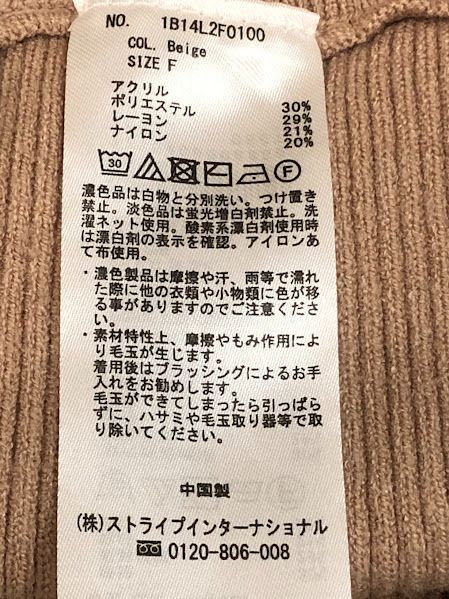 NO. 1B14L2F0100
COL. Beige
SIZE F
アクリル 30%
ポリエステル 29%
レーヨン 21%
ナイロン 20%
30 F
濃色品は白物と分別洗い。つけ置き
禁止。淡色品は蛍光増白剤禁止。洗
濯ネット使用。酸素系漂白剤使用時
は漂白剤の表示を確認。アイロンあ
て布使用。
・濃色製品は摩擦や汗、雨等で濡れ
た際に他の衣類や小物類に色が移
る事がありますのでご注意くださ
い。
・素材特性上、摩擦やもみ作用によ
り毛玉が生じます。
着用後はブラッシングによるお手
入れをお勧めします。
毛玉ができてしまったら引っぱら
ずに、ハサミや毛玉取り器等で取
り除いてください。
中国製
(株)ストライプインターナショナル
0120-806-008